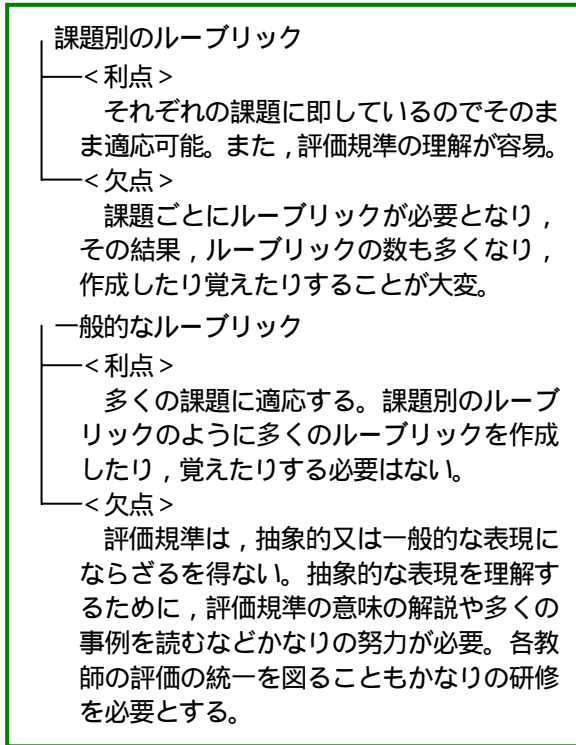 課題別のルーブリック
<利点>
それぞれの課題に即しているのでそのま
ま適応可能。また,評価規準の理解が容易。
<欠点>
課題ごとにルーブリックが必要となり,
その結果,ルーブリックの数も多くなり,
作成したり覚えたりすることが大変。
一般的なルーブリック
<利点>
多くの課題に適応する。課題別のルーブ
リックのように多くのルーブリックを作成
したり,覚えたりする必要はない。
<欠点>
評価規準は,抽象的又は一般的な表現に
ならざるを得ない。抽象的な表現を理解す
るために,評価規準の意味の解説や多くの
事例を読むなどかなりの努力が必要。各教
師の評価の統一を図ることもかなりの研修
を必要とする。